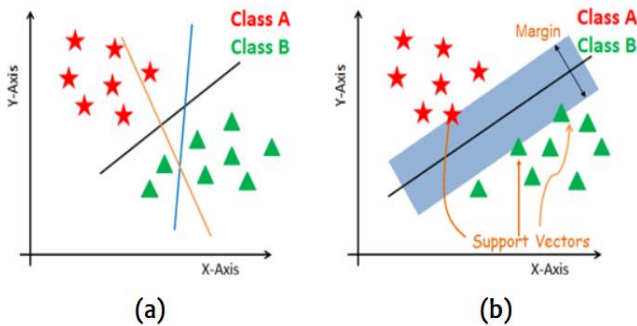 Class A
Class B
Y-Axis
X-Axis
(a)
Class A
Class B
Margin
Y-Axis
Support Vectors
X-Axis
(b)